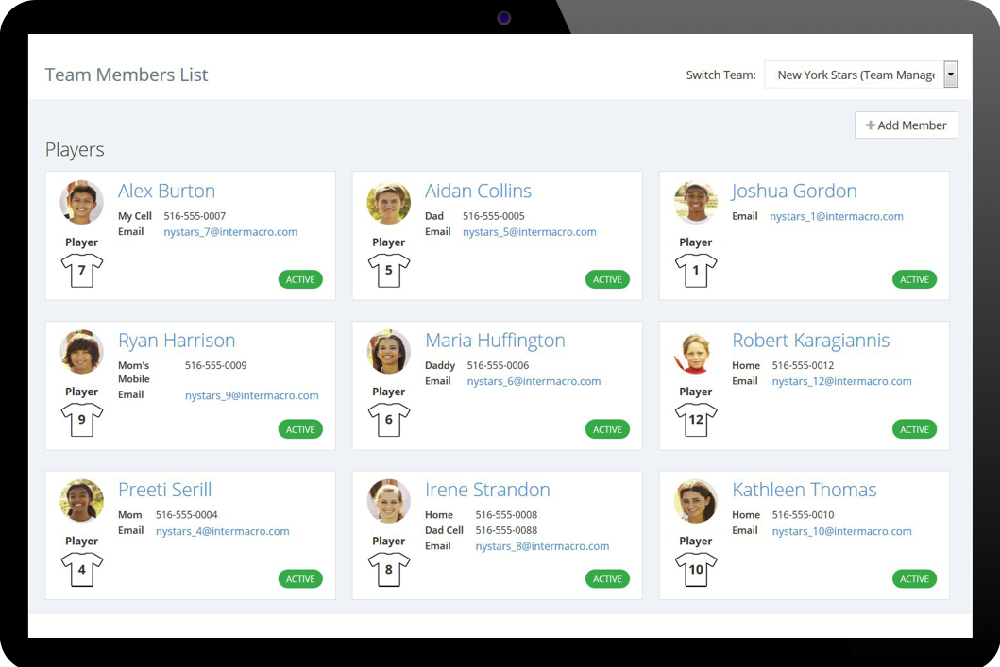 Team Members List
Switch Team: New York Stars (Team Manage
Add Member
Players
Alex Burton
My Cell 516-555-0007
Email nystars_7@intermacro.com
Player
7
ACTIVE
Aidan Collins
Dad 516-555-0005
Email nystars_5@intermacro.com
Player
5
ACTIVE
Joshua Gordon
Email nystars_1@intermacro.com
Player
1
ACTIVE
Ryan Harrison
Mom's 516-555-0009
Mobile
Email nystars_9@intermacro.com
Player
9
ACTIVE
Maria Huffington
Daddy 516-555-0006
Email nystars_6@intermacro.com
Player
6
ACTIVE
Robert Karagiannis
Home 516-555-0012
Email nystars_12@intermacro.com
Player
12
ACTIVE
Preeti Serill
Mom 516-555-0004
Email nystars_4@intermacro.com
Player
4
ACTIVE
Irene Strandon
Home 516-555-0008
Dad Cell 516-555-0088
Email nystars_8@intermacro.com
Player
8
ACTIVE
Kathleen Thomas
Home 516-555-0010
Email nystars_10@intermacro.com
Player
10
ACTIVE